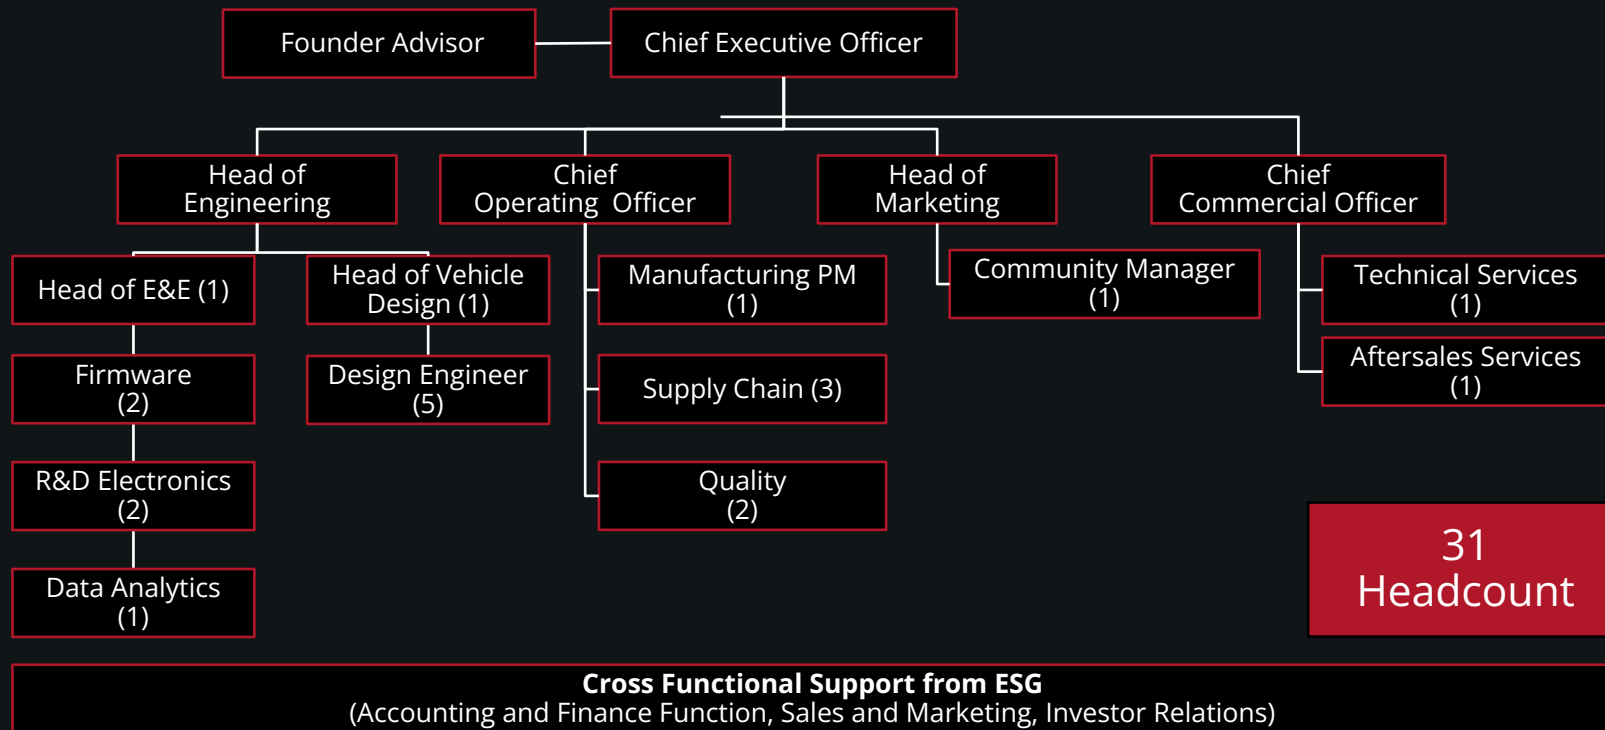 Founder Advisor
Chief Executive Officer
Head of
Engineering
Chief
Operating Officer
Head of
Marketing
Chief
Commercial Officer
Head of E&E (1)
Head of Vehicle
Design (1)
Manufacturing PM
(1)
Community Manager
(1)
Technical Services
(1)
Firmware
(2)
Design Engineer
(5)
Supply Chain (3)
Aftersales Services
(1)
R&D Electronics
(2)
Quality
(2)
Data Analytics
(1)
31
Headcount
Cross Functional Support from ESG
(Accounting and Finance Function, Sales and Marketing, Investor Relations)